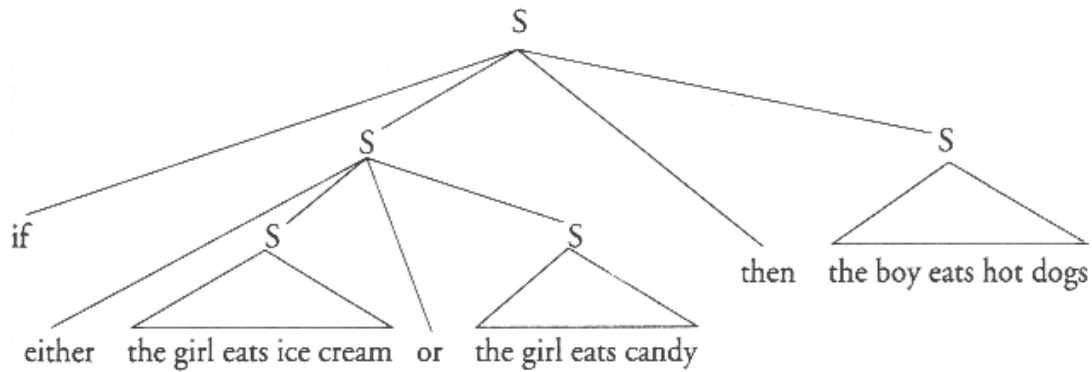 S
S
S
if
S
S
then
the boy eats hot dogs
either
the girl eats ice cream
or
the girl eats candy